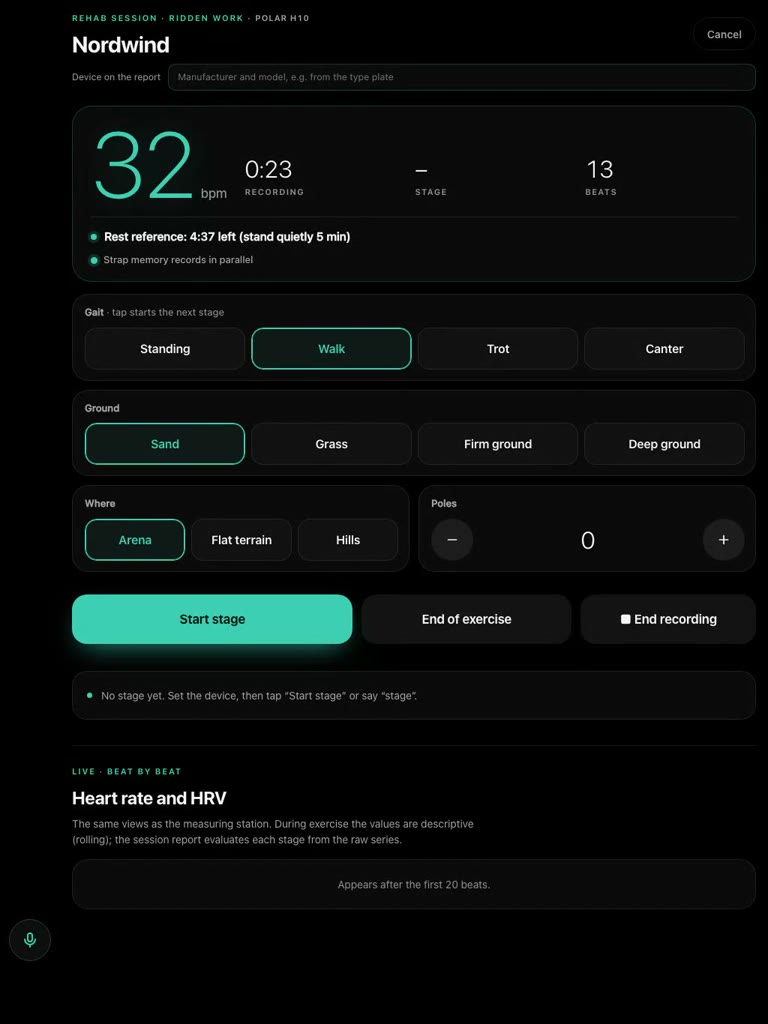 REHAB SESSION · RIDDEN WORK · POLAR H10
Nordwind
Cancel
Device on the report
Manufacturer and model, e.g. from the type plate
32 bpm
0:23
RECORDING
–
STAGE
13
BEATS
Rest reference: 4:37 left (stand quietly 5 min)
Strap memory records in parallel
Gait · tap starts the next stage
Standing
Walk
Trot
Canter
Ground
Sand
Grass
Firm ground
Deep ground
Where
Arena
Flat terrain
Hills
Poles
−
0
+
Start stage
End of exercise
End recording
No stage yet. Set the device, then tap “Start stage” or say “stage”.
LIVE · BEAT BY BEAT
Heart rate and HRV
The same views as the measuring station. During exercise the values are descriptive
(rolling); the session report evaluates each stage from the raw series.
Appears after the first 20 beats.